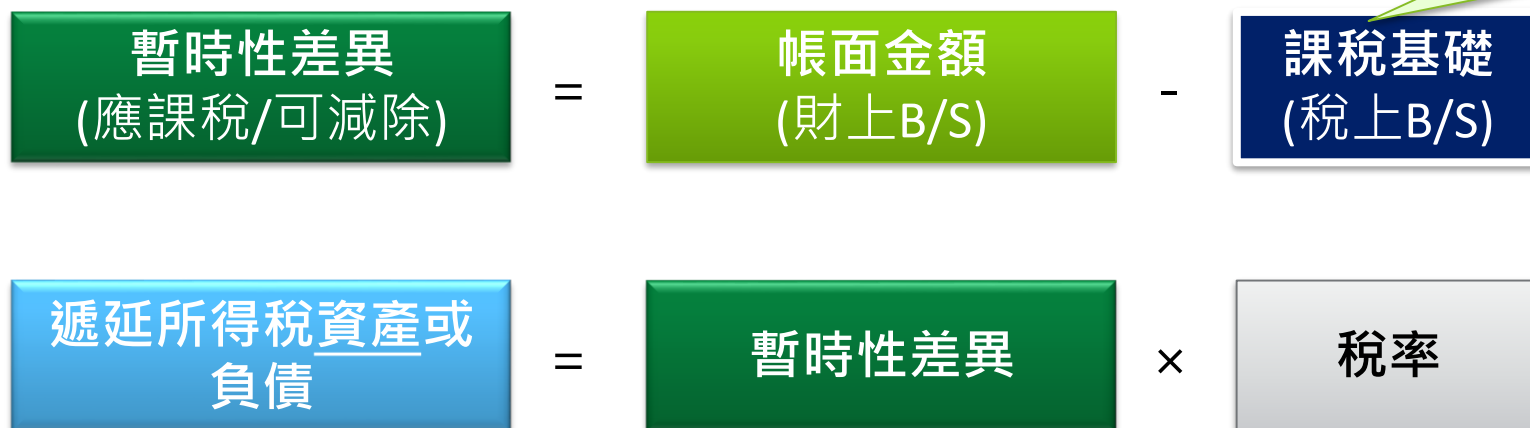 暫時性差異 = 帳面金額 - 課稅基礎
(應課稅/可減除) (財上B/S) (稅上B/S)
遞延所得稅資產或
負債 = 暫時性差異 × 稅率